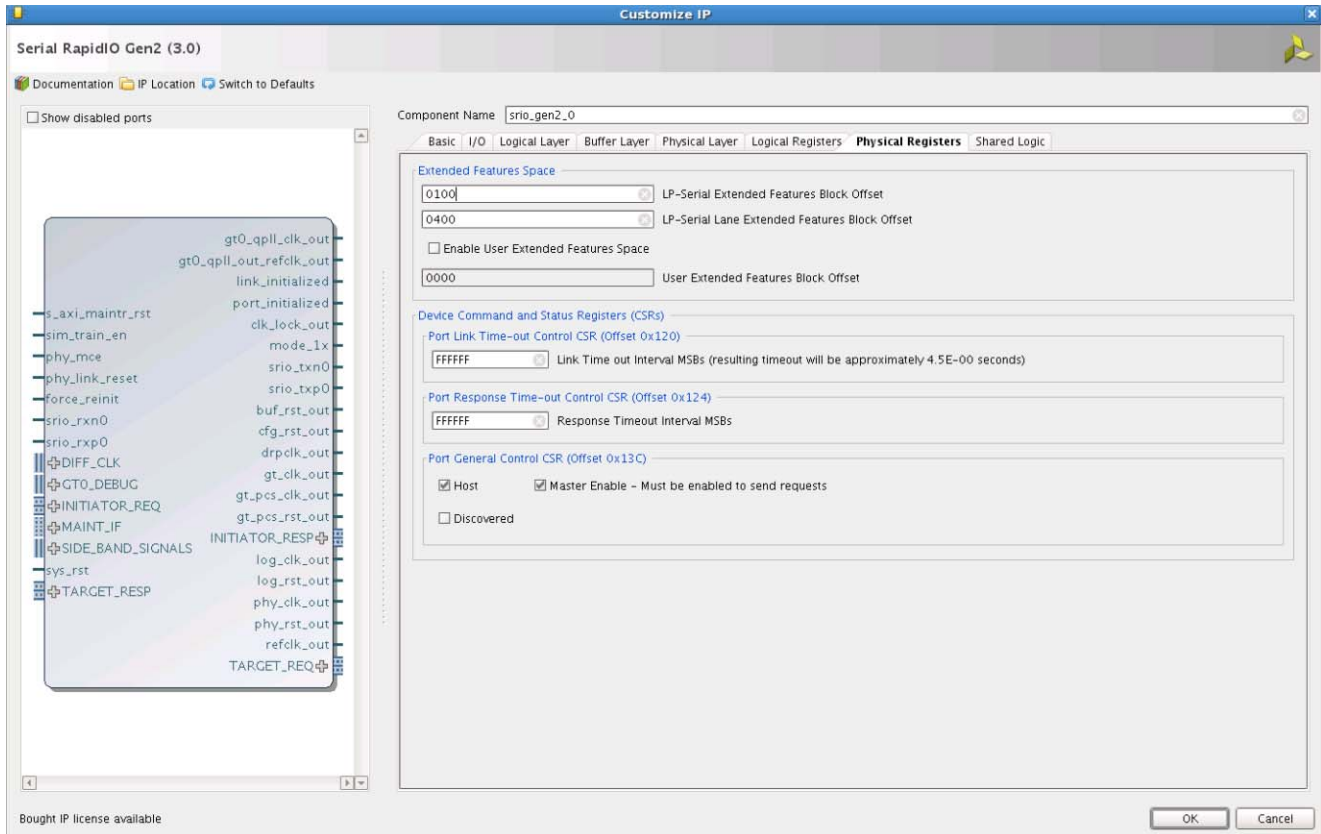 Customize IP
Serial RapidIO Gen2 (3.0)
Documentation IP Location Switch to Defaults
Show disabled ports
Component Name srio_gen2_0
Basic I/O Logical Layer Buffer Layer Physical Layer Logical Registers Physical Registers Shared Logic
Extended Features Space
0100 LP-Serial Extended Features Block Offset
0400 LP-Serial Lane Extended Features Block Offset
Enable User Extended Features Space
0000 User Extended Features Block Offset
Device Command and Status Registers (CSRs)
Port Link Time-out Control CSR (Offset 0x120)
FFFFFF Link Time out Interval MSBs (resulting timeout will be approximately 4.5E-00 seconds)
Port Response Time-out Control CSR (Offset 0x124)
FFFFFF Response Timeout Interval MSBs
Port General Control CSR (Offset 0x13C)
Host Master Enable - Must be enabled to send requests
Discovered
s_axi_maintr_rst
sim_train_en
phy_mce
phy_link_reset
force_reinit
srio_rxn0
srio_rxp0
DIFF_CLK
GT0_DEBUG
INITIATOR_REQ
MAINT_IF
SIDE_BAND_SIGNALS
sys_rst
TARGET_RESP
gt0_qpll_clk_out
gt0_qpll_out_refclk_out
link_initialized
port_initialized
clk_lock_out
mode_1x
srio_txn0
srio_txp0
buf_rst_out
cfg_rst_out
drpclk_out
gt_clk_out
gt_pcs_clk_out
gt_pcs_rst_out
INITIATOR_RESP
log_clk_out
log_rst_out
phy_clk_out
phy_rst_out
refclk_out
TARGET_REQ
Bought IP license available
OK Cancel